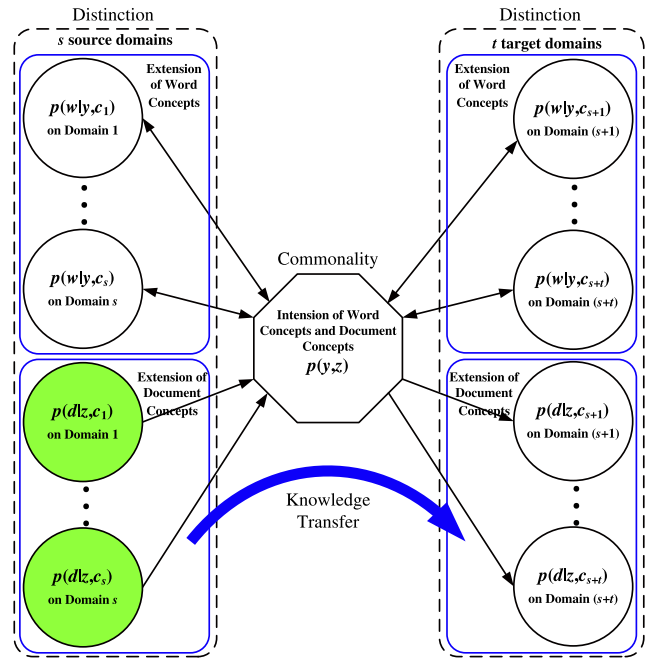 Distinction
s source domains
Extension
of Word
Concepts
p(w|y,c1)
on Domain 1
p(w|y,cs)
on Domain s
Extension of
Document
Concepts
p(d|z,c1)
on Domain 1
p(d|z,cs)
on Domain s
Commonality
Intension of Word
Concepts and Document
Concepts
p(y,z)
Knowledge
Transfer
Distinction
t target domains
Extension
of Word
Concepts
p(w|y,cs+1)
on Domain (s+1)
p(w|y,cs+t)
on Domain (s+t)
Extension of
Document
Concepts
p(d|z,cs+1)
on Domain (s+1)
p(d|z,cs+t)
on Domain (s+t)